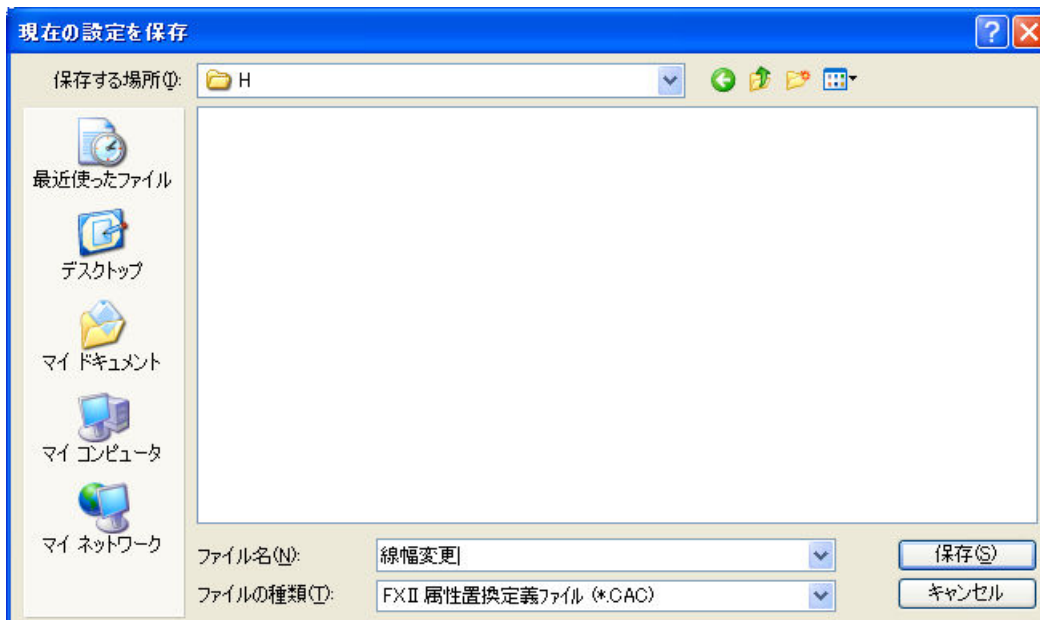 現在の設定を保存
保存する場所(I):
H
最近使ったファイル
デスクトップ
マイ ドキュメント
マイ コンピュータ
マイ ネットワーク
ファイル名(N):
線幅変更
保存(S)
ファイルの種類(T):
FXⅡ 属性置換定義ファイル (*.CAC)
キャンセル